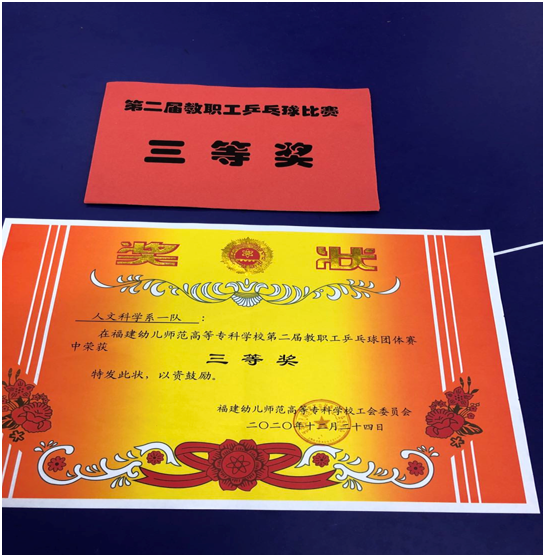 第二届教职工乒乓球比赛
三等奖
奖状
人文科学系一队：
在福建幼儿师范高等专科学校第二届教职工乒乓球团体赛
中荣获
三等奖
特发此状，以资鼓励。
福建幼儿师范高等专科学校工会委员会
二〇二〇年十一月二十四日